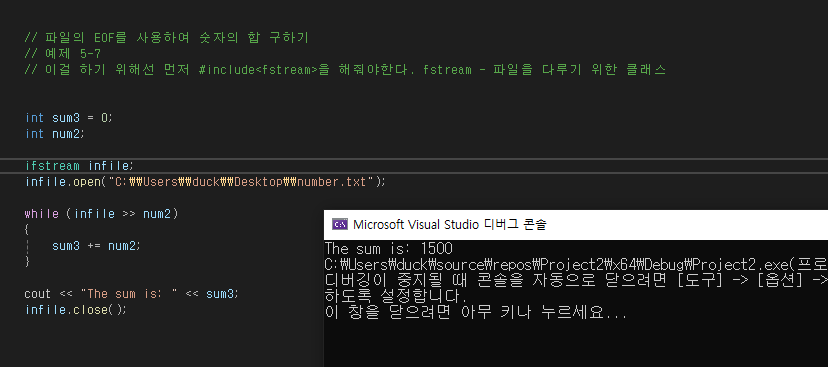 // 파일의 EOF를 사용하여 숫자의 합 구하기
// 예제 5-7
// 이걸 하기 위해선 먼저 #include<fstream>을 해줘야한다. fstream - 파일을 다루기 위한 클래스
int sum3 = 0;
int num2;
ifstream infile;
infile.open("C:₩₩Users₩₩duck₩₩Desktop₩₩number.txt");
while (infile >> num2)
{
sum3 += num2;
}
cout << "The sum is: " << sum3;
infile.close();
Microsoft Visual Studio 디버그 콘솔
The sum is: 1500
C:₩Users₩duck₩source₩repos₩Project2₩x64₩Debug₩Project2.exe(프로
디버깅이 중지될 때 콘솔을 자동으로 닫으려면 [도구] -> [옵션] ->
하도록 설정합니다.
이 창을 닫으려면 아무 키나 누르세요...